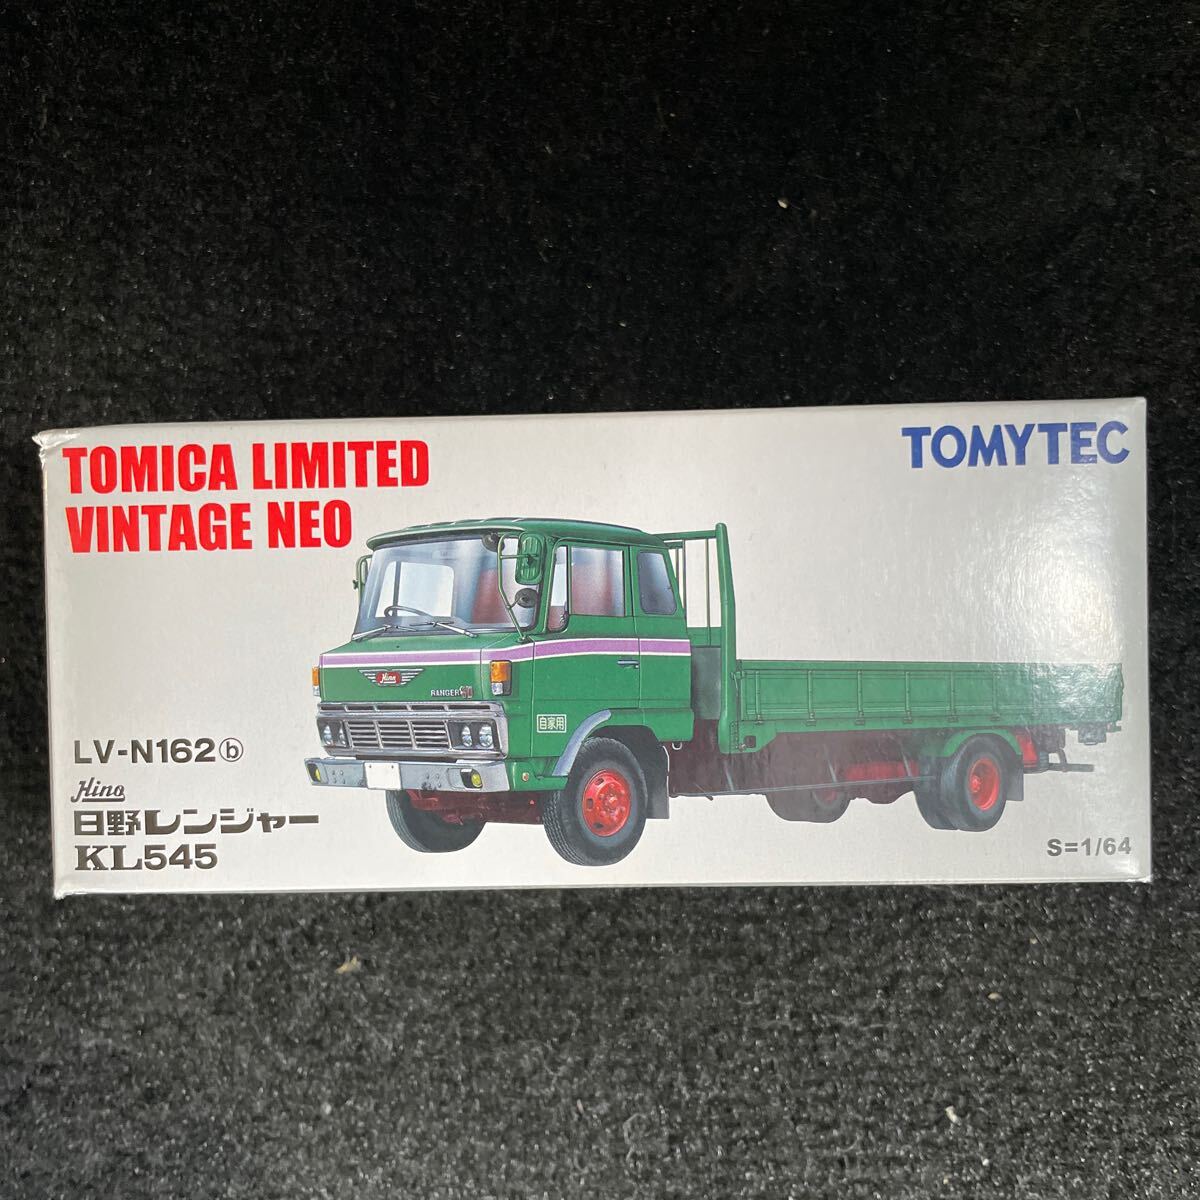 TOMICA LIMITED
VINTAGE NEO
TOMYTEC
Hino
RANGER
自家用
LV-N162ⓑ
Hino
日野レンジャー
KL545
S=1/64